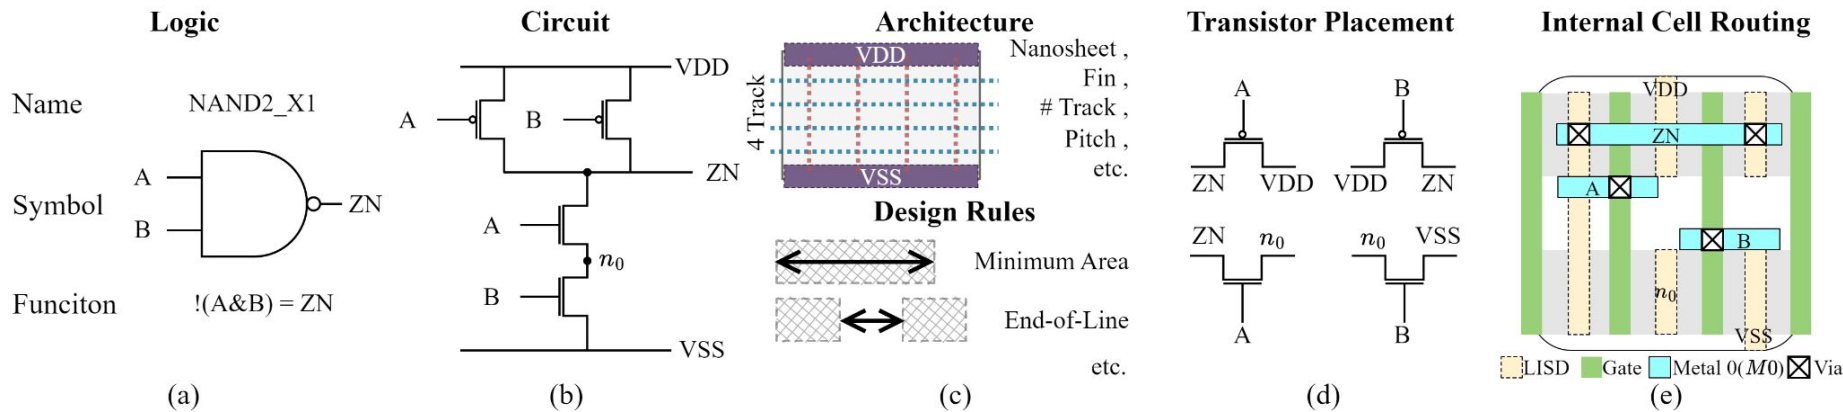 Logic
Name
NAND2_X1
Symbol
A
B
ZN
Funciton
!(A&B) = ZN
(a)
Circuit
VDD
A
B
ZN
A
n0
B
VSS
(b)
Architecture
4 Track
VDD
VSS
Nanosheet ,
Fin ,
# Track ,
Pitch ,
etc.
Design Rules
Minimum Area
End-of-Line
etc.
(c)
Transistor Placement
A
B
ZN
VDD
VDD
ZN
ZN
n0
n0
VSS
A
B
(d)
Internal Cell Routing
VDD
ZN
A
B
n0
VSS
LISD
Gate
Metal 0(M0)
Via
(e)